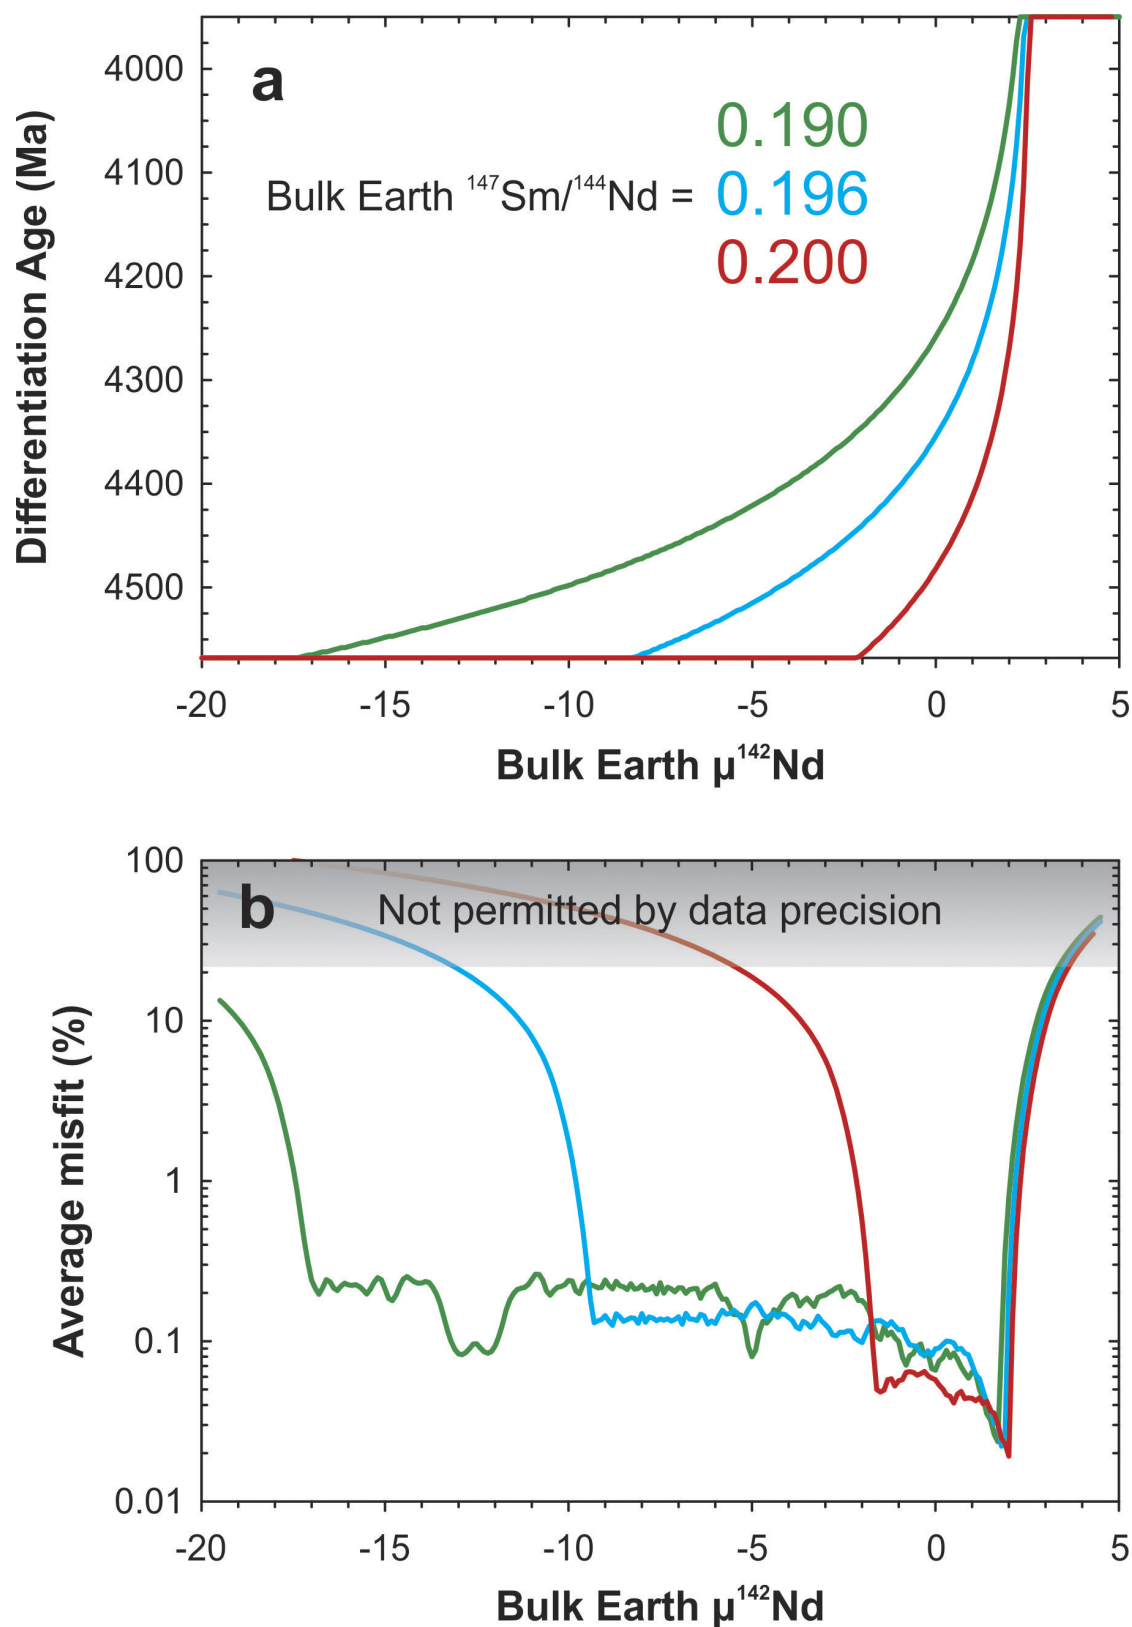 a
0.190
Bulk Earth ¹⁴⁷Sm/¹⁴⁴Nd = 0.196
0.200
Differentiation Age (Ma)
4000
4100
4200
4300
4400
4500
-20 -15 -10 -5 0 5
Bulk Earth µ¹⁴²Nd
b
Not permitted by data precision
Average misfit (%)
100
10
1
0.1
0.01
-20 -15 -10 -5 0 5
Bulk Earth µ¹⁴²Nd